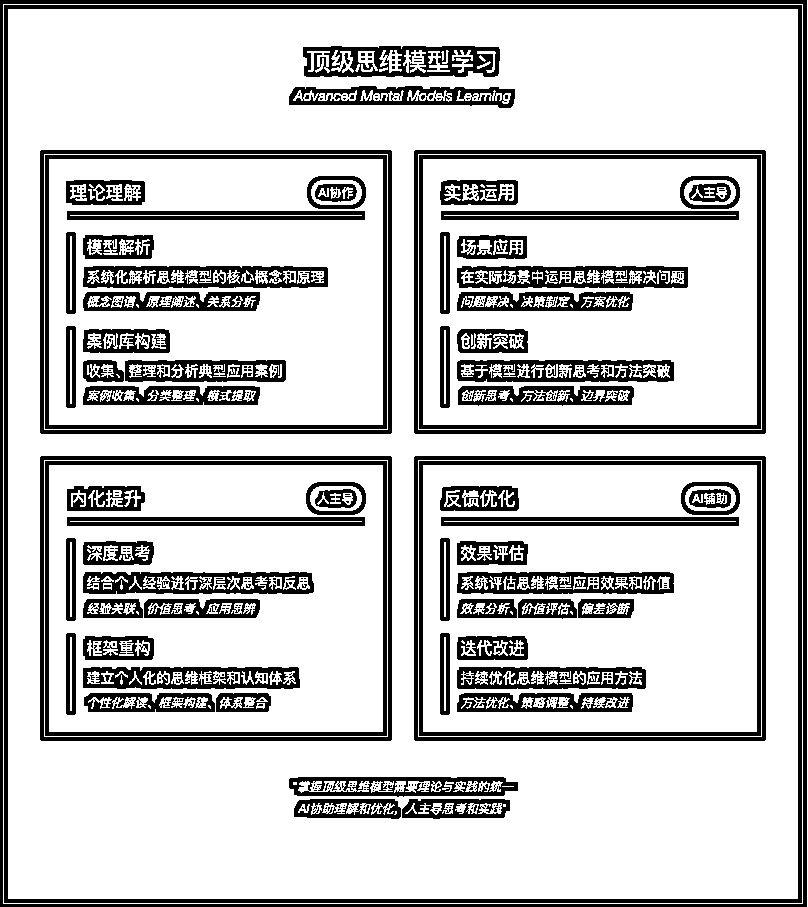 顶级思维模型学习
Advanced Mental Models Learning
理论理解
AI协作
模型解析
系统化解析思维模型的核心概念和原理
概念图谱、原理阐述、关系分析
案例库构建
收集、整理和分析典型应用案例
案例收集、分类整理、模式提取
实践运用
人主导
场景应用
在实际场景中运用思维模型解决问题
问题解决、决策制定、方案优化
创新突破
基于模型进行创新思考和方法突破
创新思考、方法创新、边界突破
内化提升
人主导
深度思考
结合个人经验进行深层次思考和反思
经验关联、价值思考、应用思辨
框架重构
建立个人化的思维框架和认知体系
个性化解读、框架构建、体系整合
反馈优化
AI辅助
效果评估
系统评估思维模型应用效果和价值
效果分析、价值评估、偏差诊断
迭代改进
持续优化思维模型的应用方法
方法优化、策略调整、持续改进
"掌握顶级思维模型需要理论与实践的统一
AI协助理解和优化，人主导思考和实践"